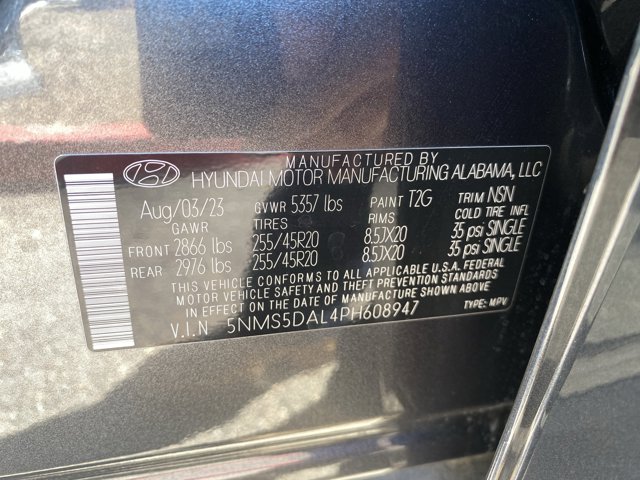 MANUFACTURED BY
HYUNDAI MOTOR MANUFACTURING ALABAMA, LLC
Aug/03/23 GVWR 5357 lbs PAINT T2G TRIM NSN
GAWR TIRES RIMS COLD TIRE INFL
FRONT 2866 lbs 255/45R20 8.5JX20 35 psi SINGLE
REAR 2976 lbs 255/45R20 8.5JX20 35 psi SINGLE
THIS VEHICLE CONFORMS TO ALL APPLICABLE U.S.A. FEDERAL
MOTOR VEHICLE SAFETY AND THEFT PREVENTION STANDARDS
IN EFFECT ON THE DATE OF MANUFACTURE SHOWN ABOVE
V.I.N 5NMS5DAL4PH608947 TYPE: MPV